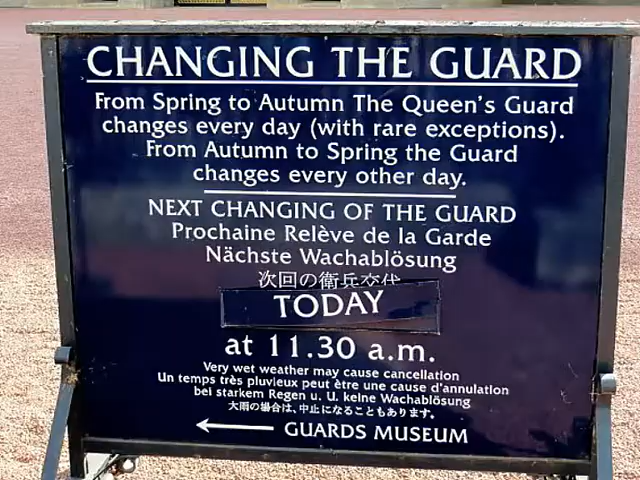 CHANGING THE GUARD
From Spring to Autumn The Queen's Guard
changes every day (with rare exceptions).
From Autumn to Spring the Guard
changes every other day.
NEXT CHANGING OF THE GUARD
Prochaine Relève de la Garde
Nächste Wachablösung
次回の衛兵交代
TODAY
at 11.30 a.m.
Very wet weather may cause cancellation
Un temps très pluvieux peut être une cause d'annulation
bei starkem Regen u. U. keine Wachablösung
大雨の場合は、中止になることもあります。
GUARDS MUSEUM